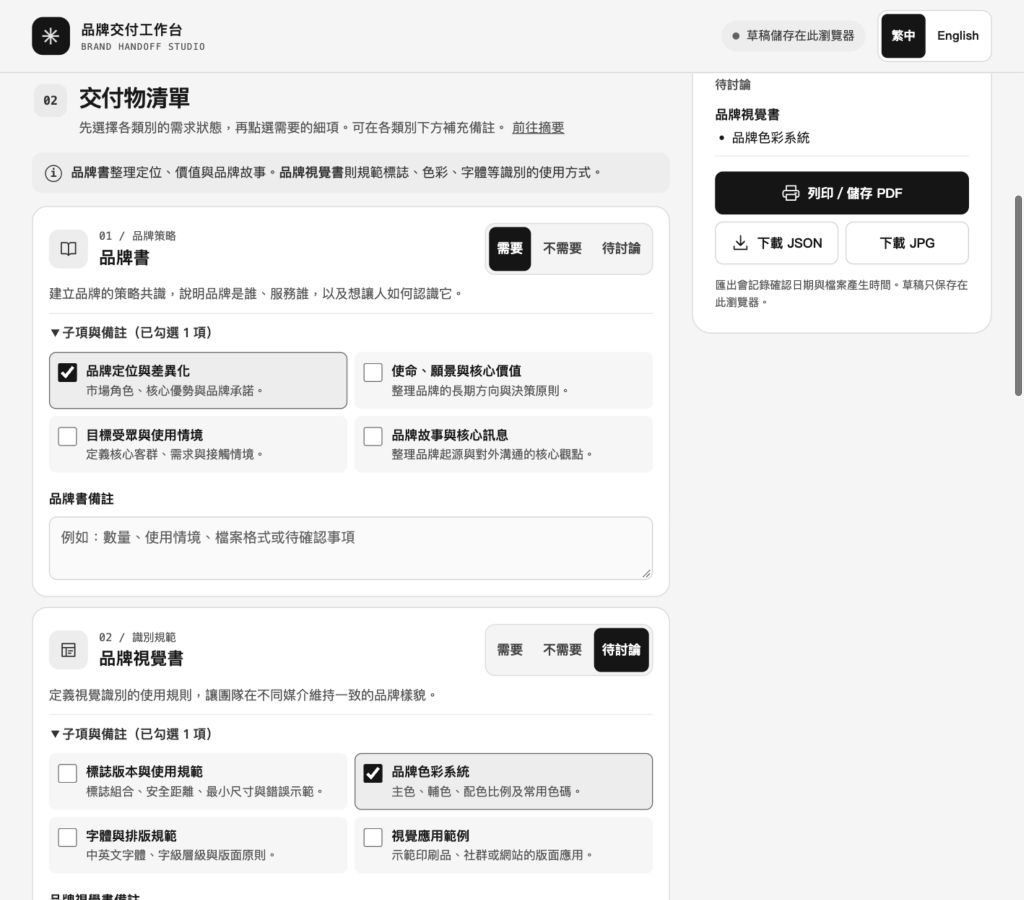 品牌交付工作台
BRAND HANDOFF STUDIO
草稿儲存在此瀏覽器
繁中
English
02
交付物清單
先選擇各類別的需求狀態，再點選需要的細項。可在各類別下方補充備註。 前往摘要
品牌書整理定位、價值與品牌故事。品牌視覺書則規範標誌、色彩、字體等識別的使用方式。
01 / 品牌策略
品牌書
需要
不需要
待討論
建立品牌的策略共識，說明品牌是誰、服務誰，以及想讓人如何認識它。
▼子項與備註（已勾選 1 項）
品牌定位與差異化
市場角色、核心優勢與品牌承諾。
使命、願景與核心價值
整理品牌的長期方向與決策原則。
目標受眾與使用情境
定義核心客群、需求與接觸情境。
品牌故事與核心訊息
整理品牌起源與對外溝通的核心觀點。
品牌書備註
例如：數量、使用情境、檔案格式或待確認事項
02 / 識別規範
品牌視覺書
需要
不需要
待討論
定義視覺識別的使用規則，讓團隊在不同媒介維持一致的品牌樣貌。
▼子項與備註（已勾選 1 項）
標誌版本與使用規範
標誌組合、安全距離、最小尺寸與錯誤示範。
品牌色彩系統
主色、輔色、配色比例及常用色碼。
字體與排版規範
中英文字體、字級層級與版面原則。
視覺應用範例
示範印刷品、社群或網站的版面應用。
品牌視覺書備註
待討論
品牌視覺書
• 品牌色彩系統
列印 / 儲存 PDF
下載 JSON
下載 JPG
匯出會記錄確認日期與檔案產生時間。草稿只保存在
此瀏覽器。